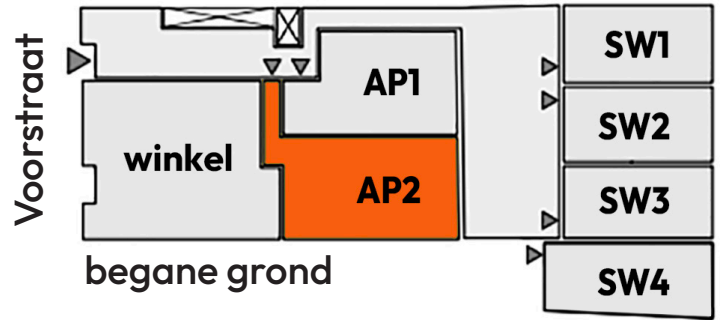 Voorstraat
winkel
AP1
AP2
SW1
SW2
SW3
SW4
begane grond